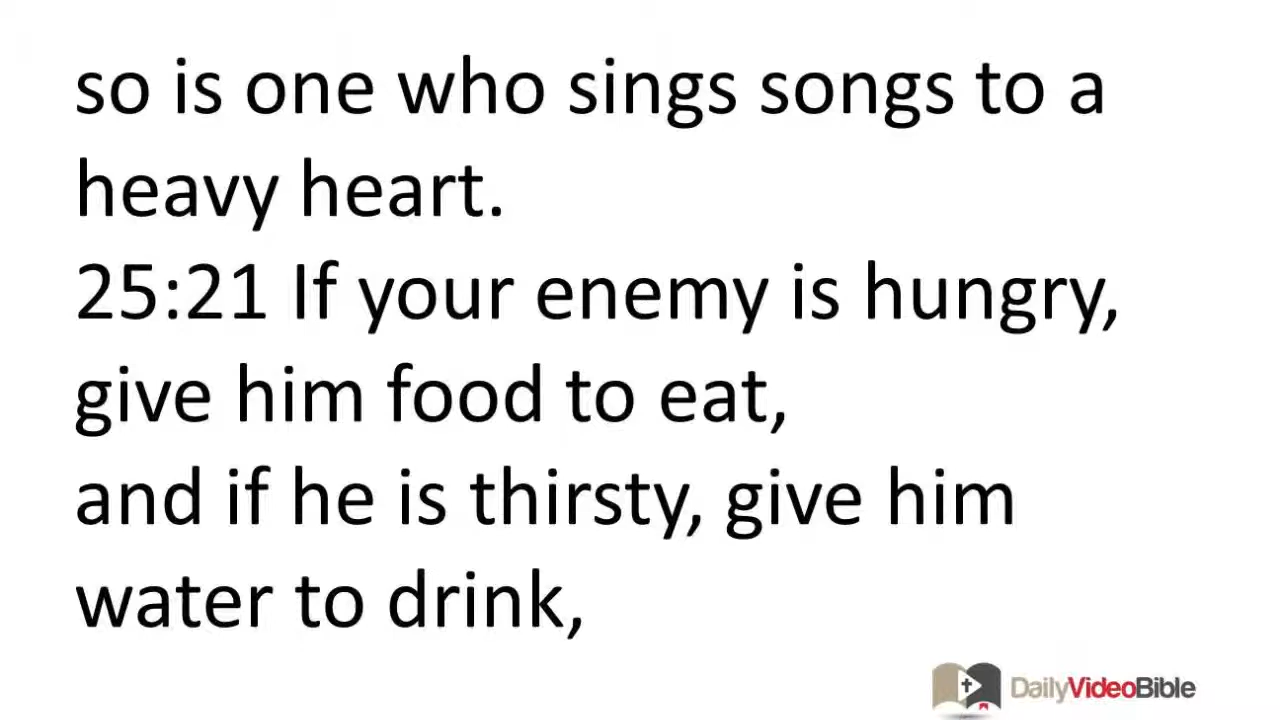 so is one who sings songs to a
heavy heart.
25:21 If your enemy is hungry,
give him food to eat,
and if he is thirsty, give him
water to drink,
DailyVideoBible